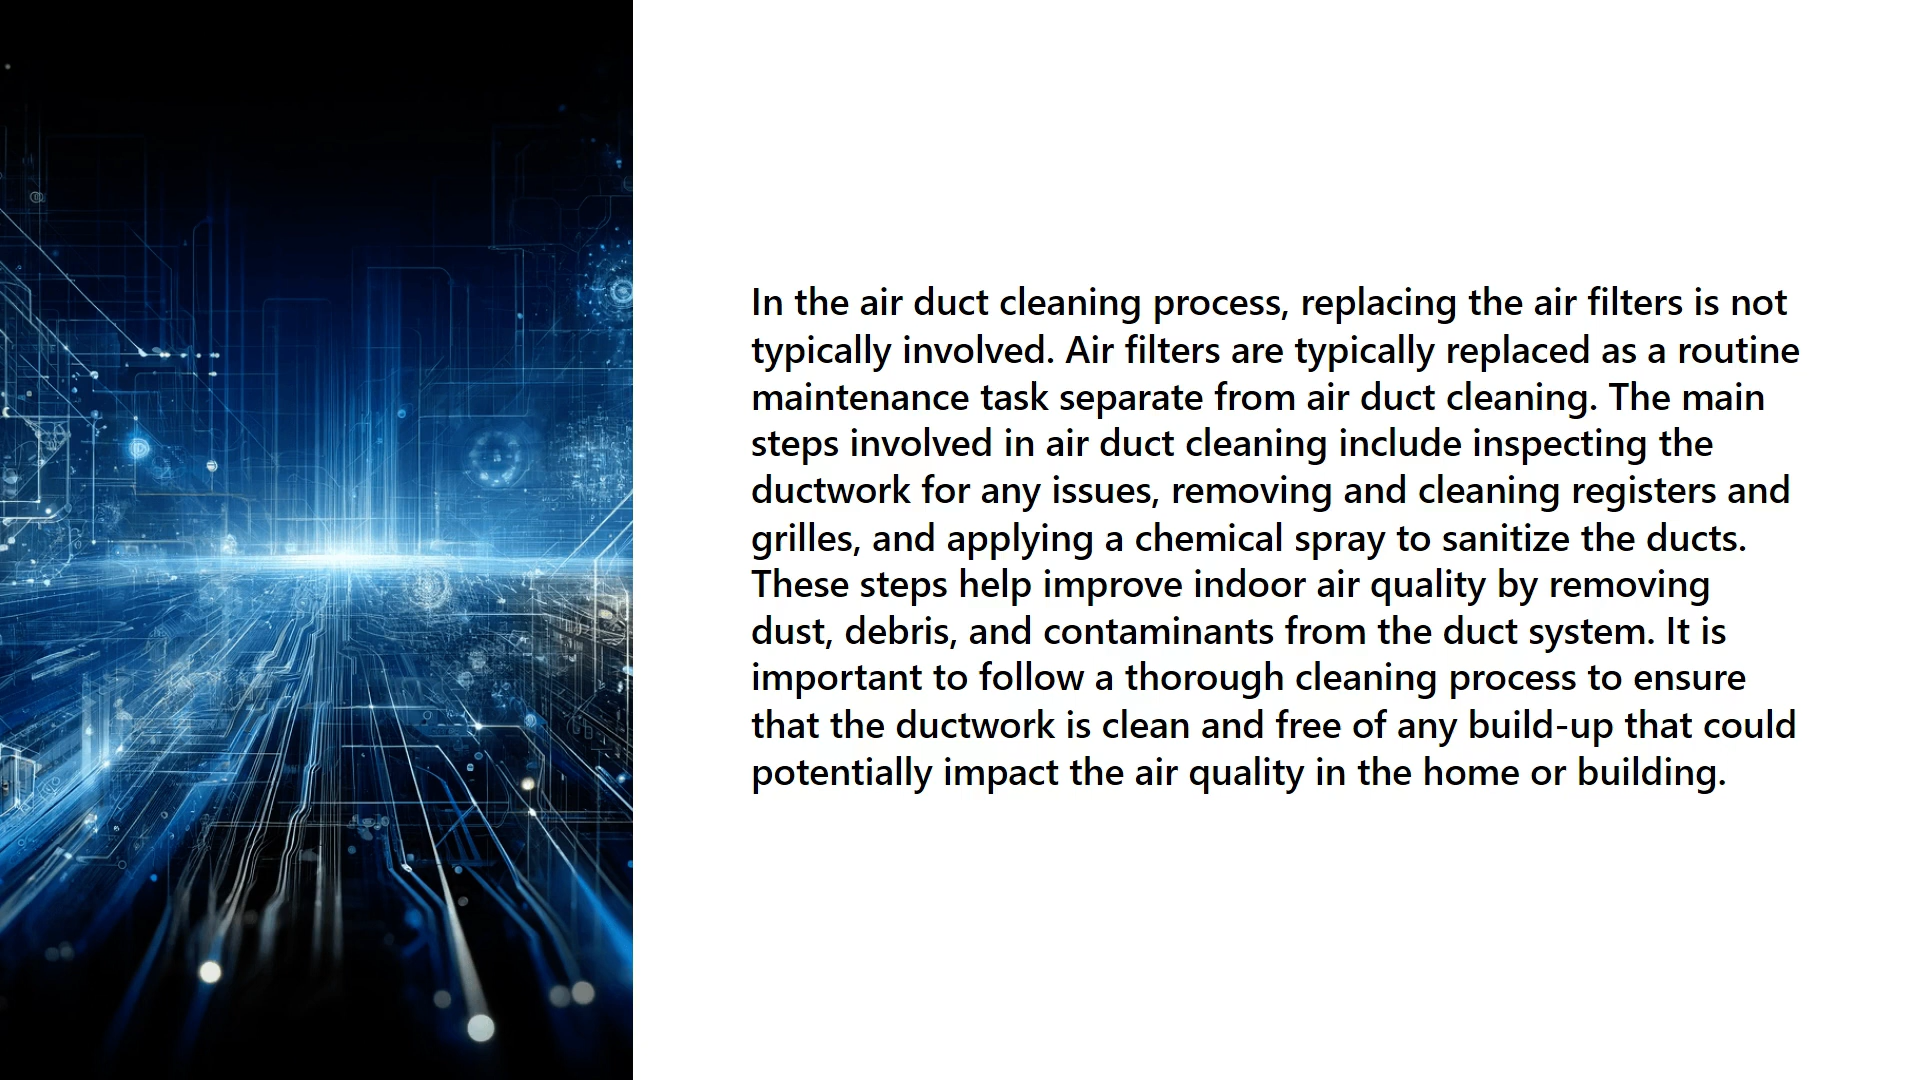 In the air duct cleaning process, replacing the air filters is not
typically involved. Air filters are typically replaced as a routine
maintenance task separate from air duct cleaning. The main
steps involved in air duct cleaning include inspecting the
ductwork for any issues, removing and cleaning registers and
grilles, and applying a chemical spray to sanitize the ducts.
These steps help improve indoor air quality by removing
dust, debris, and contaminants from the duct system. It is
important to follow a thorough cleaning process to ensure
that the ductwork is clean and free of any build-up that could
potentially impact the air quality in the home or building.